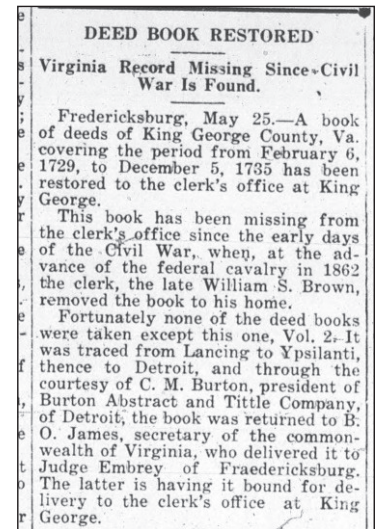 DEED BOOK RESTORED
Virginia Record Missing Since Civil
War Is Found.
Fredericksburg, May 25.—A book
of deeds of King George County, Va.
covering the period from February 6,
1729, to December 5, 1735 has been
restored to the clerk's office at King
George.
This book has been missing from
the clerk's office since the early days
of the Civil War, when, at the ad-
vance of the federal cavalry in 1862
the clerk, the late William S. Brown,
removed the book to his home.
Fortunately none of the deed books
were taken except this one, Vol. 2. It
was traced from Lancing to Ypsilanti,
thence to Detroit, and through the
courtesy of C. M. Burton, president of
Burton Abstract and Tittle Company,
of Detroit, the book was returned to B.
O. James, secretary of the common-
wealth of Virginia, who delivered it to
Judge Embrey of Fraedericksburg.
The latter is having it bound for de-
livery to the clerk's office at King
George.